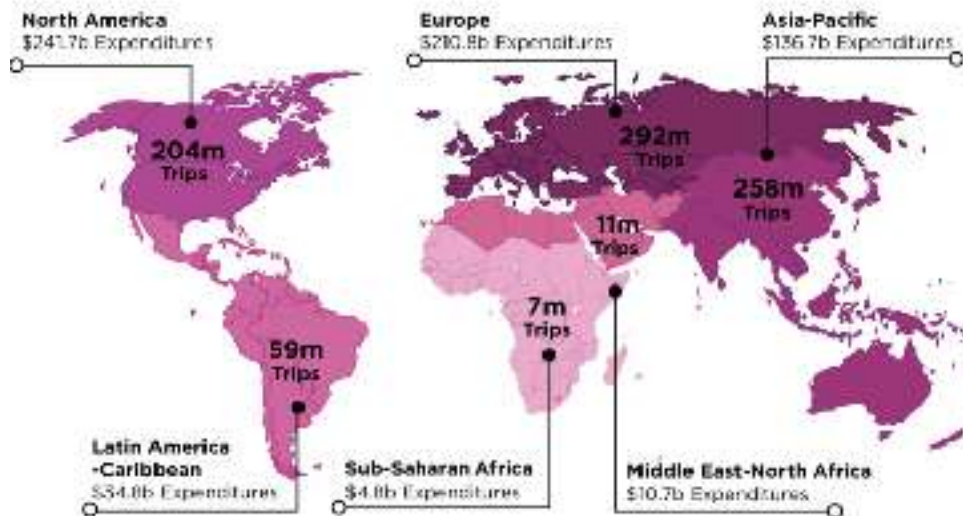 North America
$241.7b Expenditures
Europe
$210.8b Expenditures
Asia-Pacific
$136.7b Expenditures
204m
Trips
292m
Trips
258m
Trips
11m
Trips
7m
Trips
59m
Trips
Latin America
-Caribbean
$34.8b Expenditures
Sub-Saharan Africa
$4.8b Expenditures
Middle East-North Africa
$10.7b Expenditures